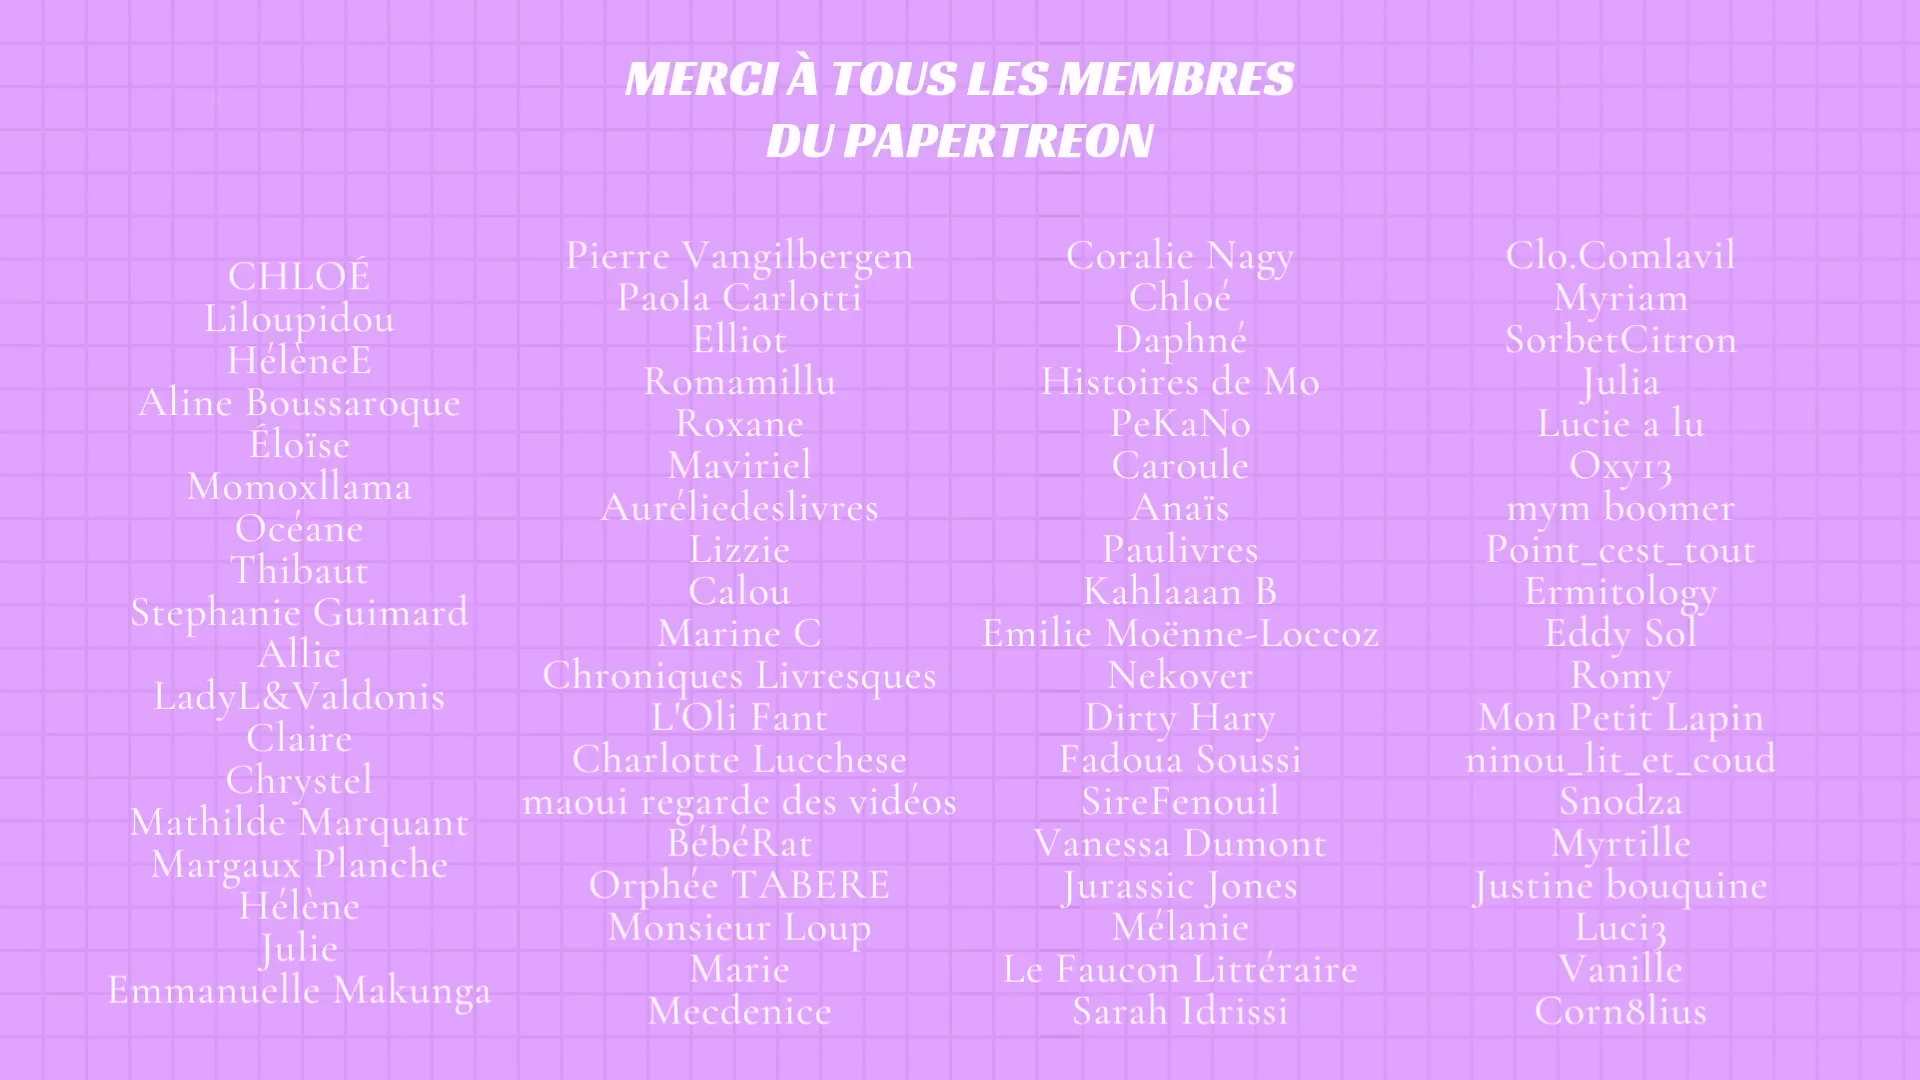 MERCI À TOUS LES MEMBRES
DU PAPERTREON
CHLOÉ
Liloupidou
HélèneE
Aline Boussaroque
Éloïse
Momoxllama
Océane
Thibaut
Stephanie Guimard
Allie
LadyL&Valdonis
Claire
Chrystel
Mathilde Marquant
Margaux Planche
Hélène
Julie
Emmanuelle Makunga
Pierre Vangilbergen
Paola Carlotti
Elliot
Romamillu
Roxane
Maviriel
Auréliedeslivres
Lizzie
Calou
Marine C
Chroniques Livresques
L'Oli Fant
Charlotte Lucchese
maoui regarde des vidéos
BébéRat
Orphée TABERE
Monsieur Loup
Marie
Mecdenice
Coralie Nagy
Chloé
Daphné
Histoires de Mo
PeKaNo
Caroule
Anaïs
Paulivres
Kahlaaan B
Emilie Moënne-Loccoz
Nekover
Dirty Hary
Fadoua Soussi
SireFenouil
Vanessa Dumont
Jurassic Jones
Mélanie
Le Faucon Littéraire
Sarah Idrissi
Clo.Comlavil
Myriam
SorbetCitron
Julia
Lucie a lu
Oxy13
mym boomer
Point_cest_tout
Ermitology
Eddy Sol
Romy
Mon Petit Lapin
ninou_lit_et_coud
Snodza
Myrtille
Justine bouquine
Luci3
Vanille
Corn8lius